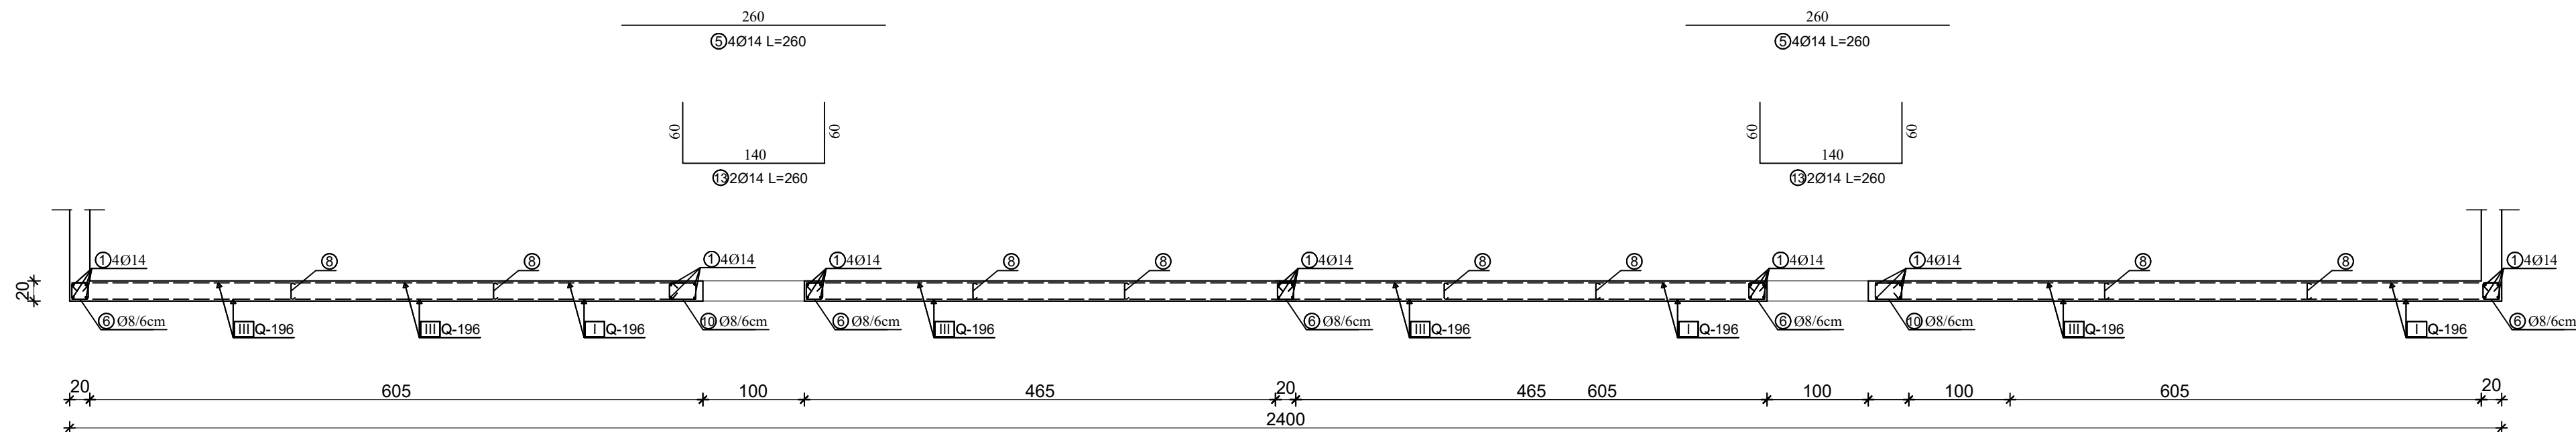 260 260
⑤4Ø14 L=260 ⑤4Ø14 L=260
60 60 60 60
140 140
⑬2Ø14 L=260 ⑬2Ø14 L=260
①4Ø14 ⑧ ⑧ ①4Ø14 ①4Ø14 ⑧ ⑧ ①4Ø14 ⑧ ⑧ ①4Ø14 ①4Ø14 ⑧ ⑧ ①4Ø14
20
⑥Ø8/6cm III Q-196 III Q-196 I Q-196 ⑩Ø8/6cm ⑥Ø8/6cm III Q-196 ⑥Ø8/6cm III Q-196 I Q-196 ⑥Ø8/6cm ⑩Ø8/6cm III Q-196 I Q-196 ⑥Ø8/6cm
20 605 100 465 20 465 605 100 100 605 20
2400